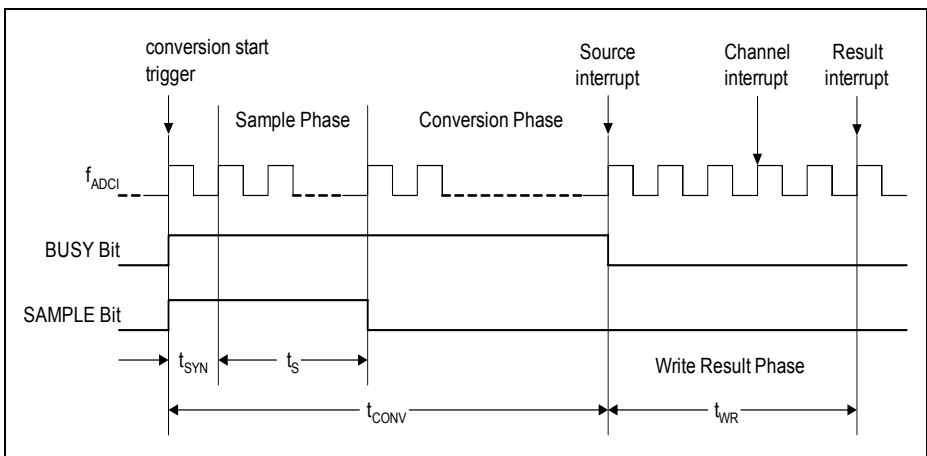 conversion start
trigger
Source
interrupt
Channel
interrupt
Result
interrupt
Sample Phase
Conversion Phase
fADCI
BUSY Bit
SAMPLE Bit
tSYN
tS
Write Result Phase
tCONV
tWR